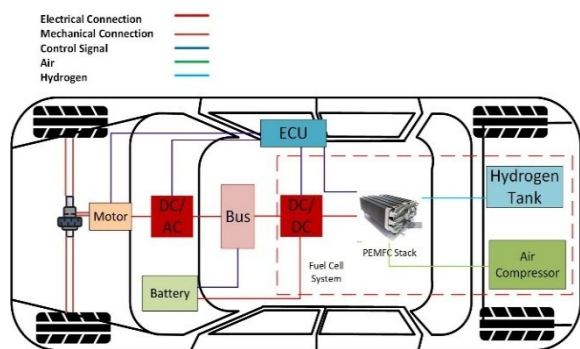 Electrical Connection
Mechanical Connection
Control Signal
Air
Hydrogen
ECU
Hydrogen
Tank
Motor
DC/
AC
Bus
DC/
DC
PEMFC Stack
Fuel Cell
System
Air
Compressor
Battery